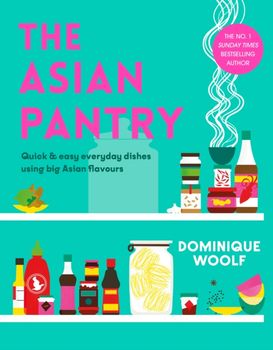 THE
ASIAN
PANTRY
THE NO. 1
SUNDAY TIMES
BESTSELLING
AUTHOR
Quick & easy everyday dishes
using big Asian flavours
DOMINIQUE
WOOLF